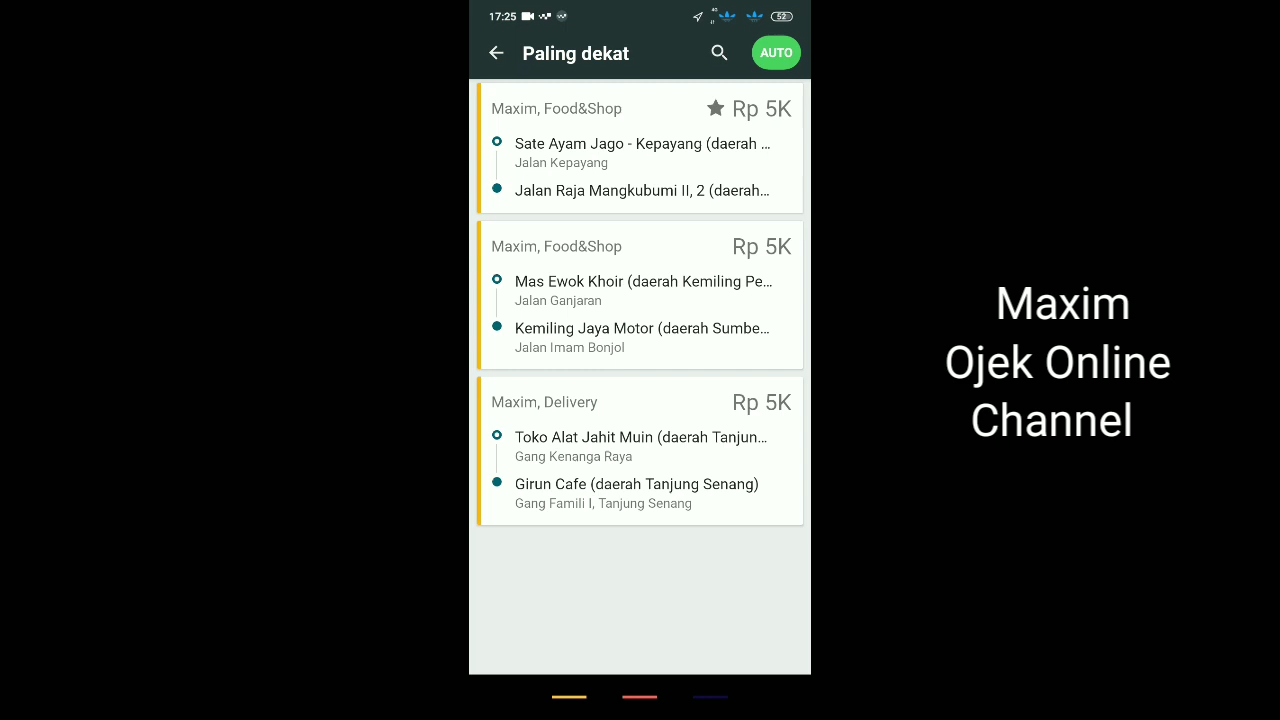 17:25
4G
52
Paling dekat
AUTO
Maxim, Food&Shop
Rp 5K
Sate Ayam Jago - Kepayang (daerah ...
Jalan Kepayang
Jalan Raja Mangkubumi II, 2 (daerah...
Maxim, Food&Shop
Rp 5K
Mas Ewok Khoir (daerah Kemiling Pe...
Jalan Ganjaran
Kemiling Jaya Motor (daerah Sumbe...
Jalan Imam Bonjol
Maxim, Delivery
Rp 5K
Toko Alat Jahit Muin (daerah Tanjun...
Gang Kenanga Raya
Girun Cafe (daerah Tanjung Senang)
Gang Famili I, Tanjung Senang
Maxim
Ojek Online
Channel